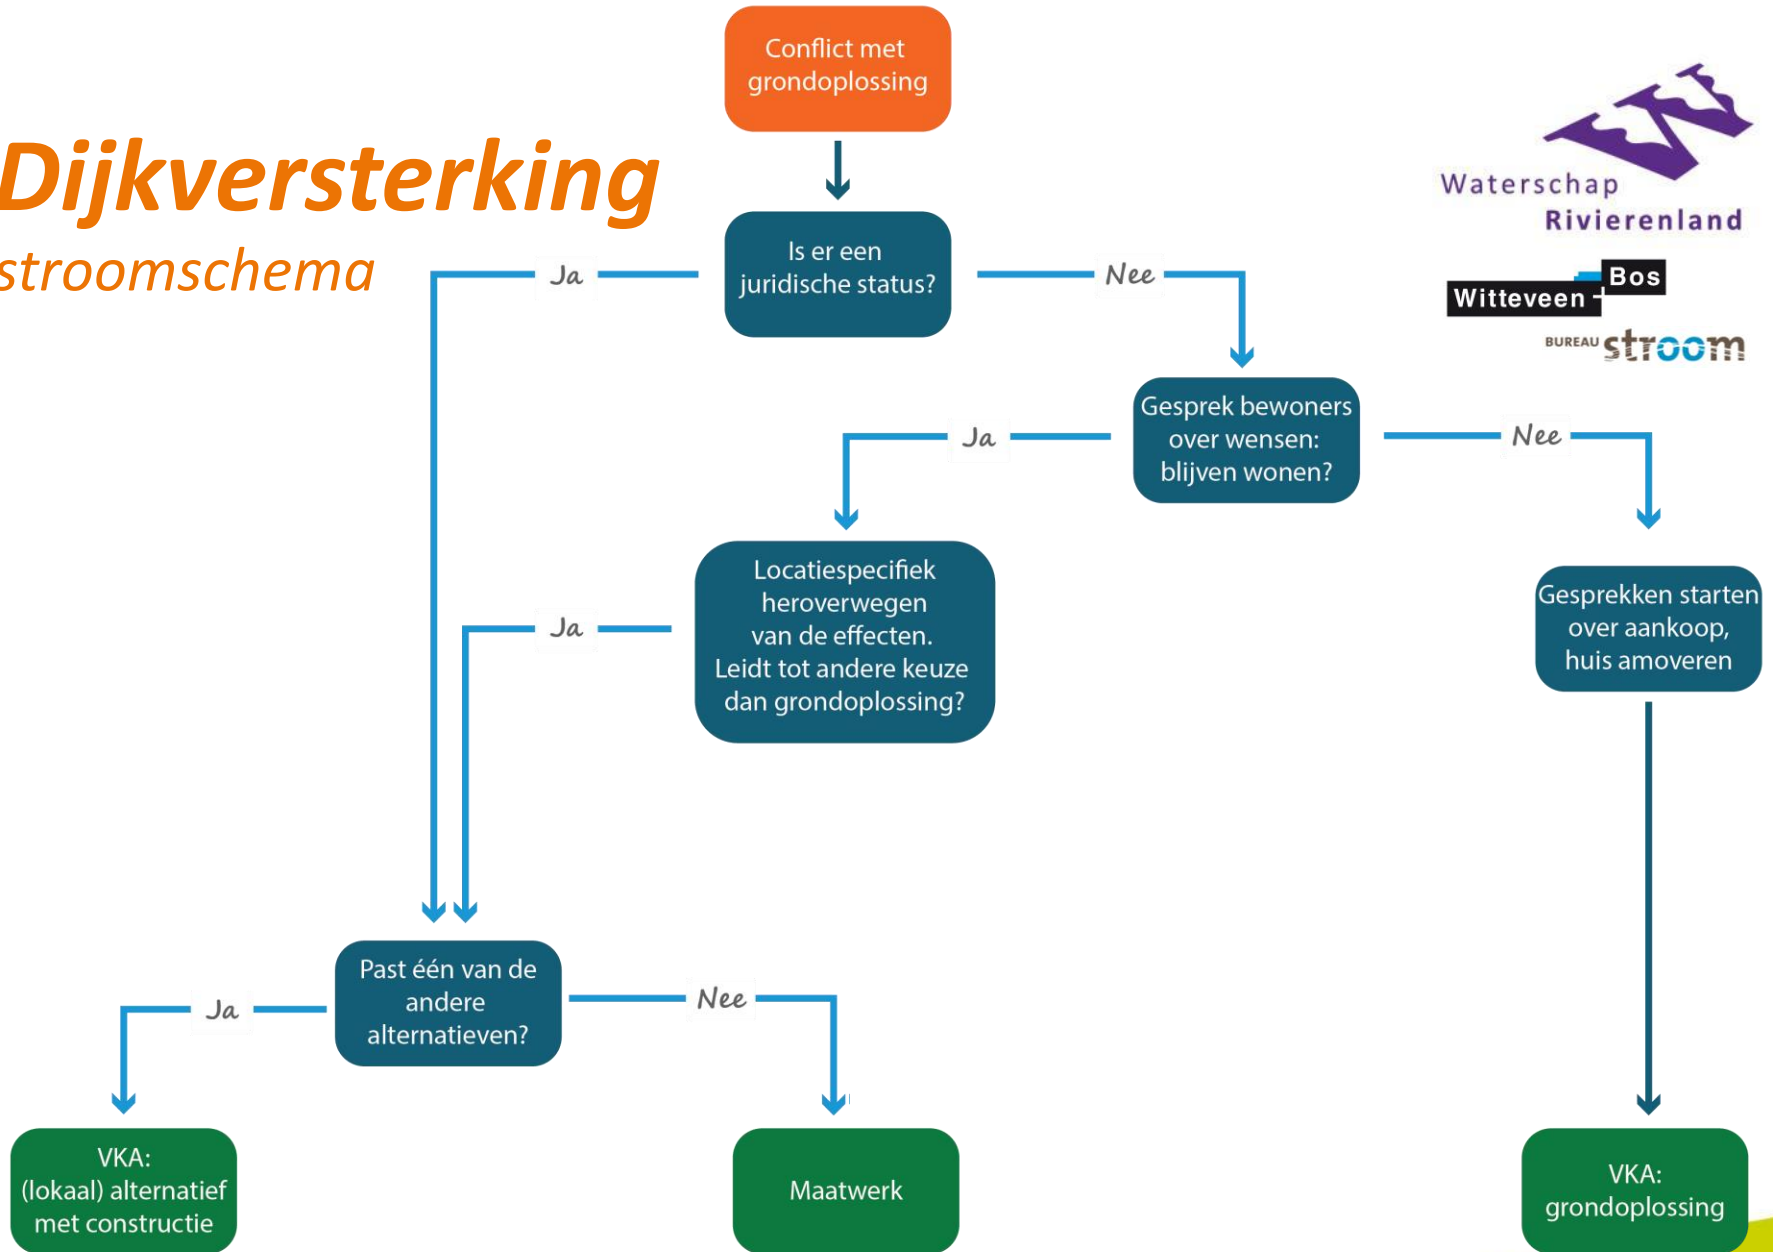 Conflict met
grondoplossing
Dijkversterking
stroomschema
Waterschap
Rivierenland
Witteveen
Bos
BUREAU stroom
Is er een
juridische status?
Ja
Nee
Gesprek bewoners
over wensen:
blijven wonen?
Ja
Nee
Locatiespecifiek
heroverwegen
van de effecten.
Leidt tot andere keuze
dan grondoplossing?
Ja
Gesprekken starten
over aankoop,
huis amoveren
Past één van de
andere
alternatieven?
Ja
Nee
VKA:
(lokaal) alternatief
met constructie
Maatwerk
VKA:
grondoplossing